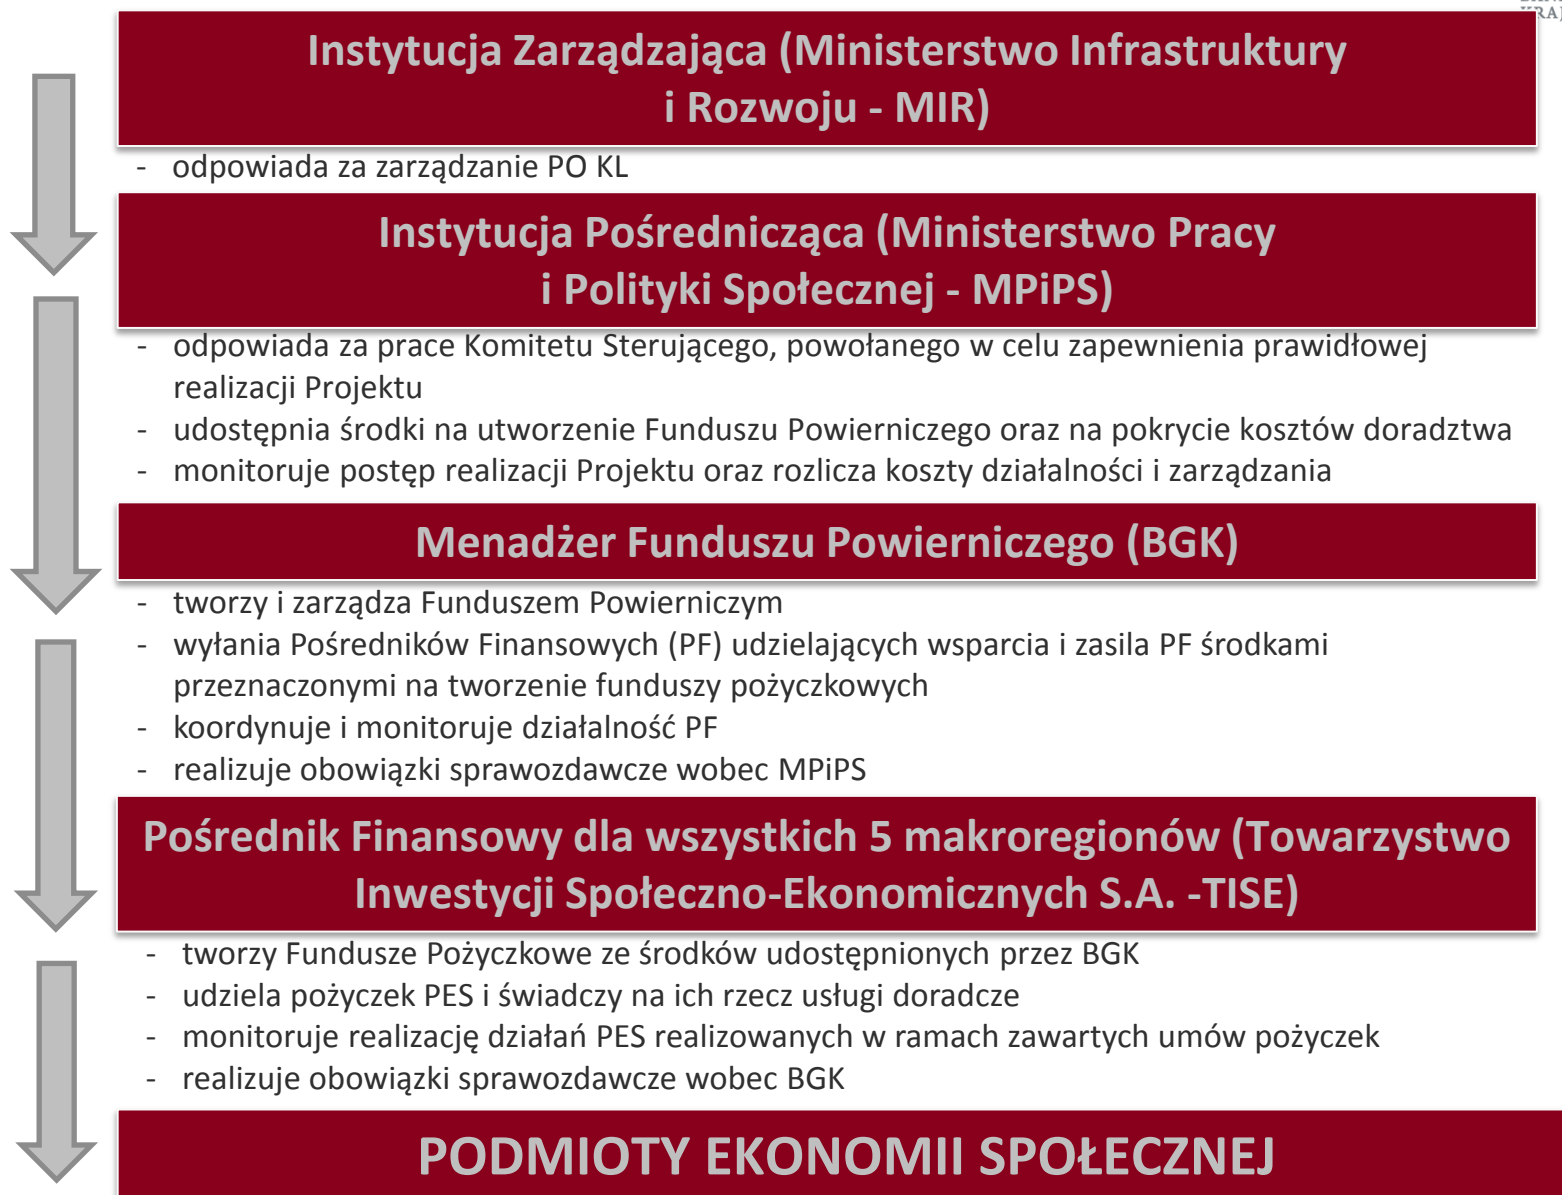 KRAJ
Instytucja Zarządzająca (Ministerstwo Infrastruktury
i Rozwoju - MIR)
- odpowiada za zarządzanie PO KL
Instytucja Pośrednicząca (Ministerstwo Pracy
i Polityki Społecznej - MPiPS)
- odpowiada za prace Komitetu Sterującego, powołanego w celu zapewnienia prawidłowej
realizacji Projektu
- udostępnia środki na utworzenie Funduszu Powierniczego oraz na pokrycie kosztów doradztwa
- monitoruje postęp realizacji Projektu oraz rozlicza koszty działalności i zarządzania
Menadżer Funduszu Powierniczego (BGK)
- tworzy i zarządza Funduszem Powierniczym
- wyłania Pośredników Finansowych (PF) udzielających wsparcia i zasila PF środkami
przeznaczonymi na tworzenie funduszy pożyczkowych
- koordynuje i monitoruje działalność PF
- realizuje obowiązki sprawozdawcze wobec MPiPS
Pośrednik Finansowy dla wszystkich 5 makroregionów (Towarzystwo
Inwestycji Społeczno-Ekonomicznych S.A. -TISE)
- tworzy Fundusze Pożyczkowe ze środków udostępnionych przez BGK
- udziela pożyczek PES i świadczy na ich rzecz usługi doradcze
- monitoruje realizację działań PES realizowanych w ramach zawartych umów pożyczek
- realizuje obowiązki sprawozdawcze wobec BGK
PODMIOTY EKONOMII SPOŁECZNEJ